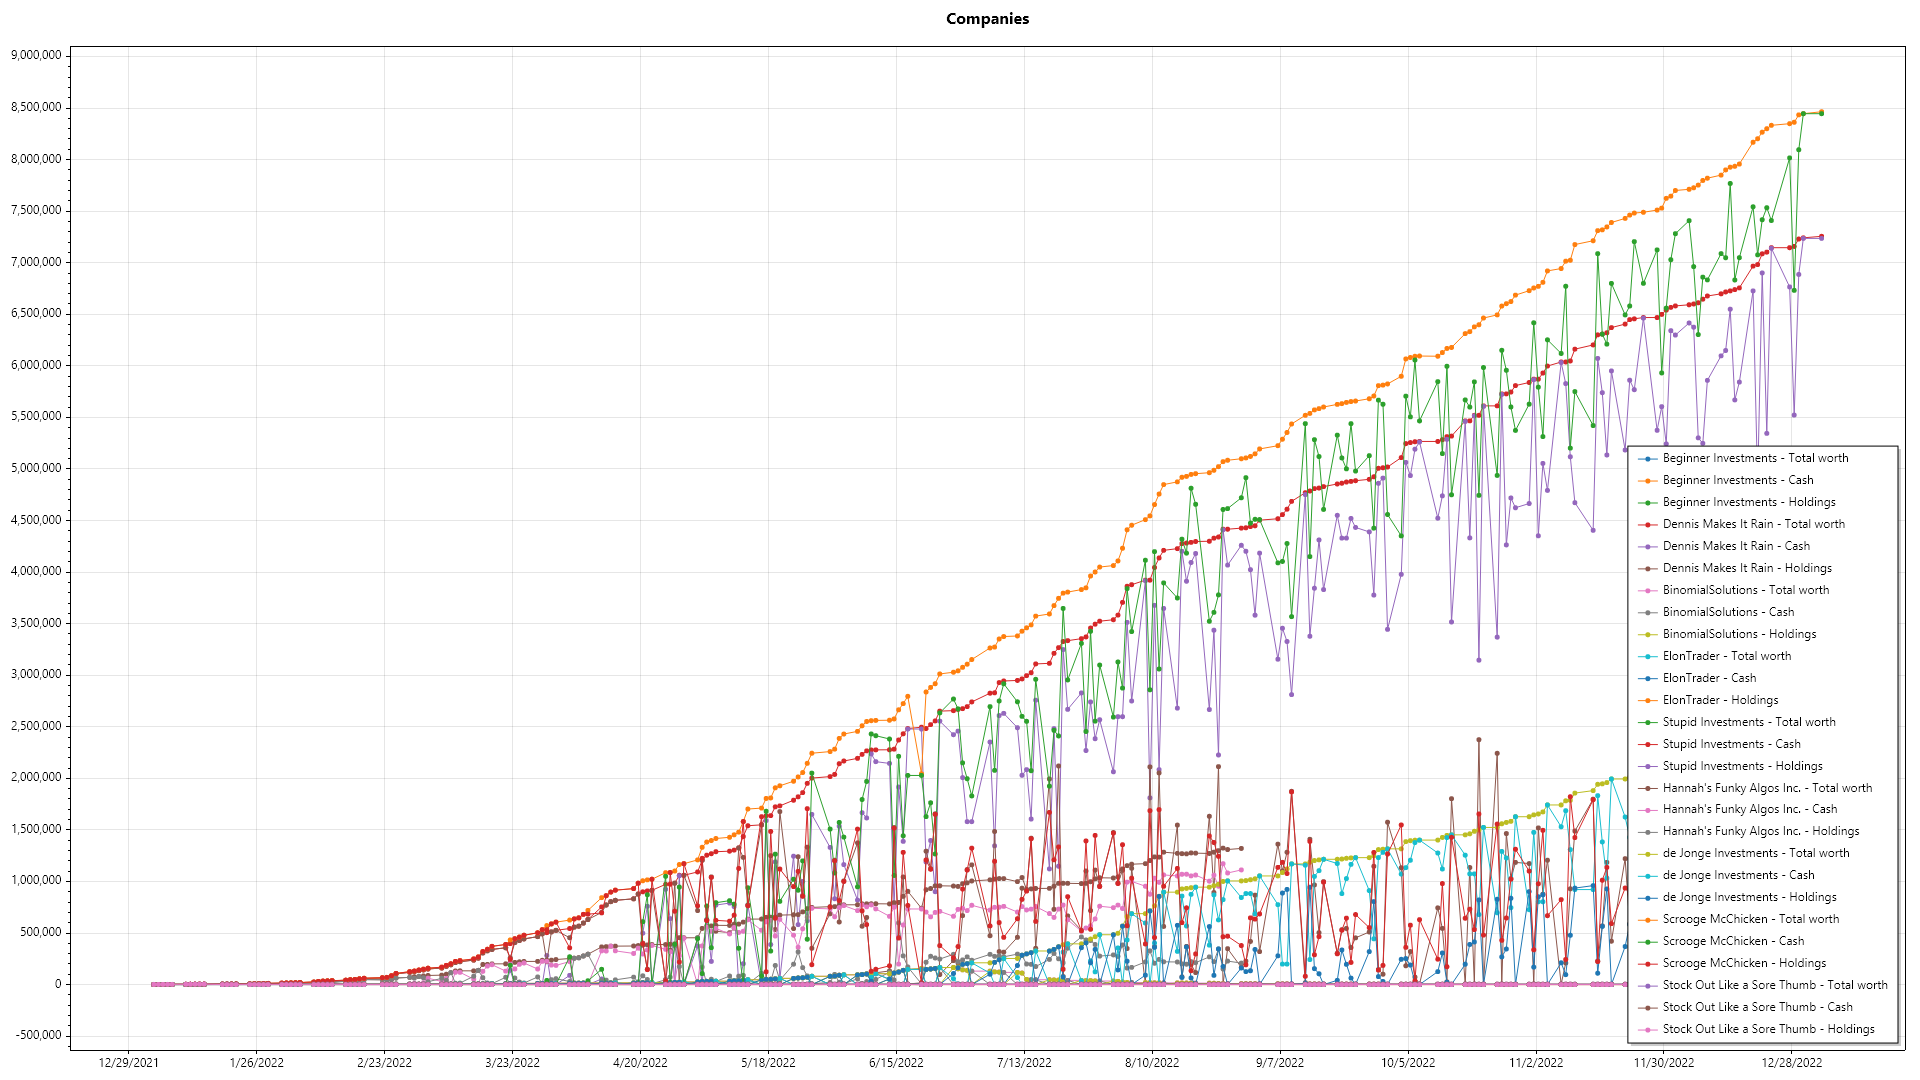 Companies
9,000,000
8,500,000
8,000,000
7,500,000
7,000,000
6,500,000
6,000,000
5,500,000
5,000,000
4,500,000
4,000,000
3,500,000
3,000,000
2,500,000
2,000,000
1,500,000
1,000,000
500,000
0
-500,000
Beginner Investments - Total worth
Beginner Investments - Cash
Beginner Investments - Holdings
Dennis Makes It Rain - Total worth
Dennis Makes It Rain - Cash
Dennis Makes It Rain - Holdings
BinomialSolutions - Total worth
BinomialSolutions - Cash
BinomialSolutions - Holdings
ElonTrader - Total worth
ElonTrader - Cash
ElonTrader - Holdings
Stupid Investments - Total worth
Stupid Investments - Cash
Stupid Investments - Holdings
Hannah's Funky Algos Inc. - Total worth
Hannah's Funky Algos Inc. - Cash
Hannah's Funky Algos Inc. - Holdings
de Jonge Investments - Total worth
de Jonge Investments - Cash
de Jonge Investments - Holdings
Scrooge McChicken - Total worth
Scrooge McChicken - Cash
Scrooge McChicken - Holdings
Stock Out Like a Sore Thumb - Total worth
Stock Out Like a Sore Thumb - Cash
Stock Out Like a Sore Thumb - Holdings
12/29/2021 1/26/2022 2/23/2022 3/23/2022 4/20/2022 5/18/2022 6/15/2022 7/13/2022 8/10/2022 9/7/2022 10/5/2022 11/2/2022 11/30/2022 12/28/2022